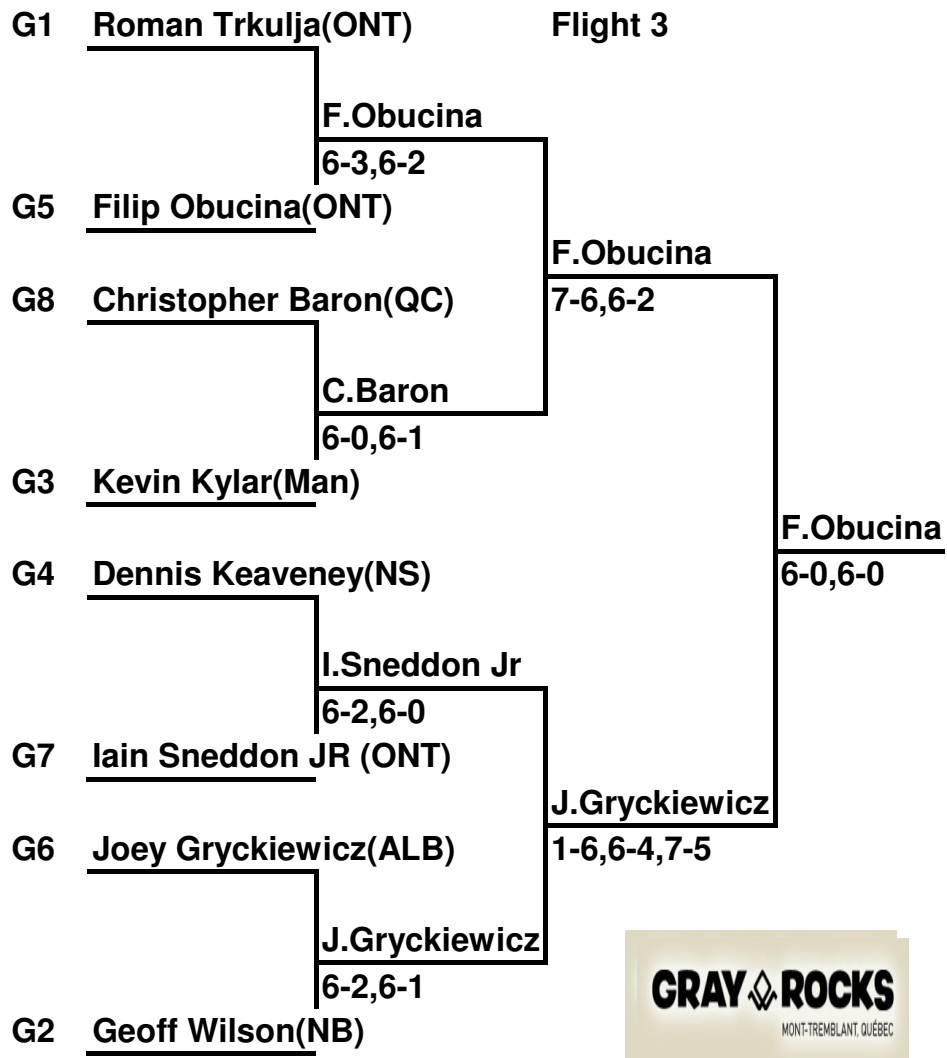 G1 Roman Trkulja(ONT) Flight 3
F.Obucina
6-3,6-2
G5 Filip Obucina(ONT)
F.Obucina
G8 Christopher Baron(QC) 7-6,6-2
C.Baron
6-0,6-1
G3 Kevin Kylar(Man)
F.Obucina
G4 Dennis Keaveney(NS) 6-0,6-0
I.Sneddon Jr
6-2,6-0
G7 Iain Sneddon JR (ONT)
J.Gryckiewicz
G6 Joey Gryckiewicz(ALB) 1-6,6-4,7-5
J.Gryckiewicz
6-2,6-1
GRAY ROCKS
MONT-TREMBLANT, QUÉBEC
G2 Geoff Wilson(NB)